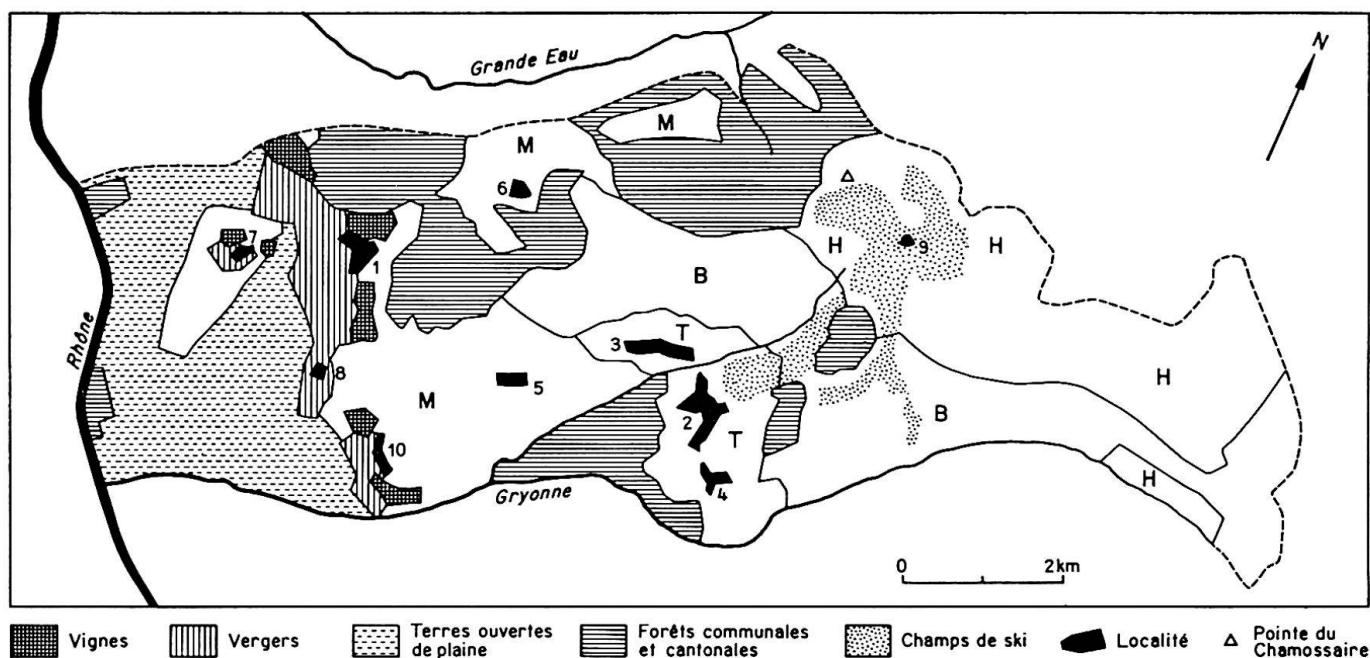 Grande Eau
N
M
M
6
7
1
H
9
H
B
Rhône
3
T
8
M
5
H
2
T
B
10
4
Gryonne
H
0 2km
Vignes
Vergers
Terres ouvertes
de plaine
Forêts communales
et cantonales
Champs de ski
Localité
Pointe du
Chamossaire